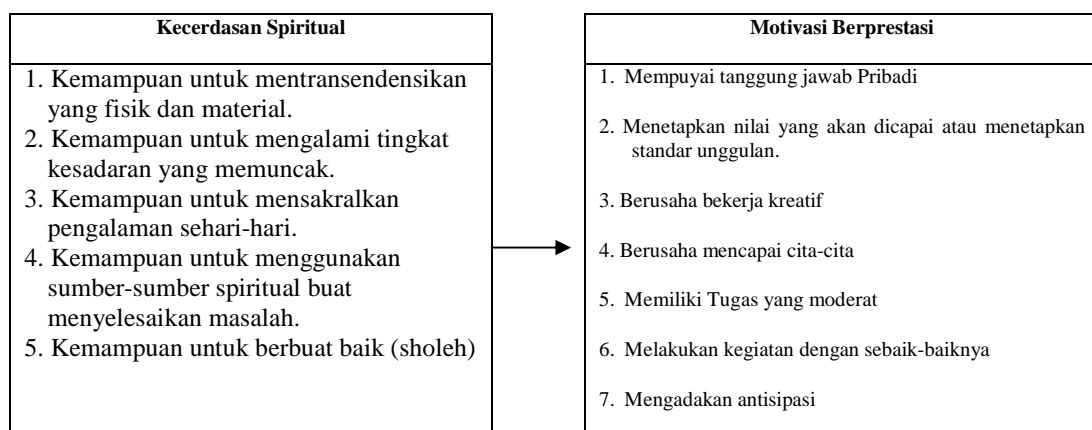 Kecerdasan Spiritual
1. Kemampuan untuk mentransendensikan
yang fisik dan material.
2. Kemampuan untuk mengalami tingkat
kesadaran yang memuncak.
3. Kemampuan untuk mensakralkan
pengalaman sehari-hari.
4. Kemampuan untuk menggunakan
sumber-sumber spiritual buat
menyelesaikan masalah.
5. Kemampuan untuk berbuat baik (sholeh)
Motivasi Berprestasi
1. Mempuyai tanggung jawab Pribadi
2. Menetapkan nilai yang akan dicapai atau menetapkan
standar unggulan.
3. Berusaha bekerja kreatif
4. Berusaha mencapai cita-cita
5. Memiliki Tugas yang moderat
6. Melakukan kegiatan dengan sebaik-baiknya
7. Mengadakan antisipasi